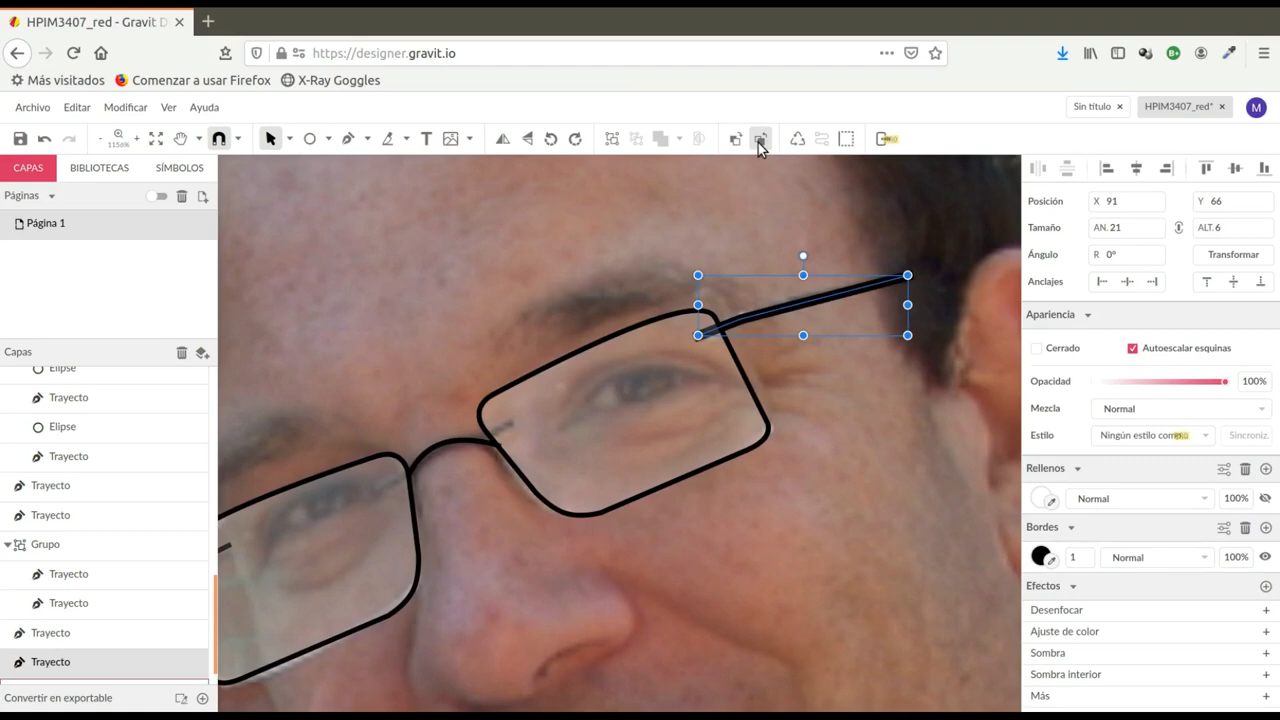 HPIM3407_red - Gravit D
https://designer.gravit.io
Más visitados Comenzar a usar Firefox X-Ray Goggles
Archivo Editar Modificar Ver Ayuda Sin título HPIM3407_red* M
1156%
CAPAS BIBLIOTECAS SÍMBOLOS
Páginas
Página 1
Capas
Elipse
Trayecto
Elipse
Trayecto
Trayecto
Trayecto
Grupo
Trayecto
Trayecto
Trayecto
Trayecto
Convertir en exportable
Posición X 91 Y 66
Tamaño AN. 21 ALT. 6
Ángulo R 0° Transformar
Anclajes
Apariencia
Cerrado Autoescalar esquinas
Opacidad 100%
Mezcla Normal
Estilo Ningún estilo Sincroniz.
Rellenos
Normal 100%
Bordes
1 Normal 100%
Efectos
Desenfocar
Ajuste de color
Sombra
Sombra interior
Más